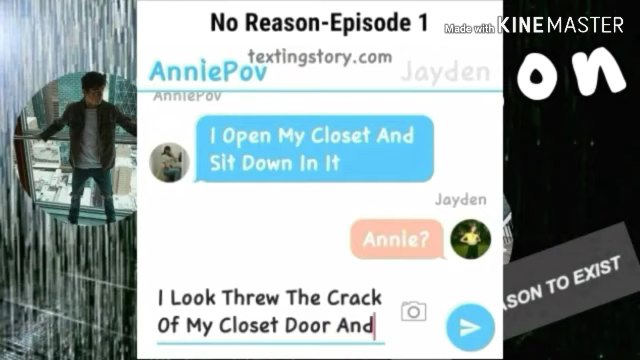 No Reason-Episode 1
Made with KINEMASTER
textingstory.com
AnniePov Jayden
on
AnniePov
I Open My Closet And
Sit Down In It
Jayden
Annie?
I Look Threw The Crack
Of My Closet Door And
ASON TO EXIST